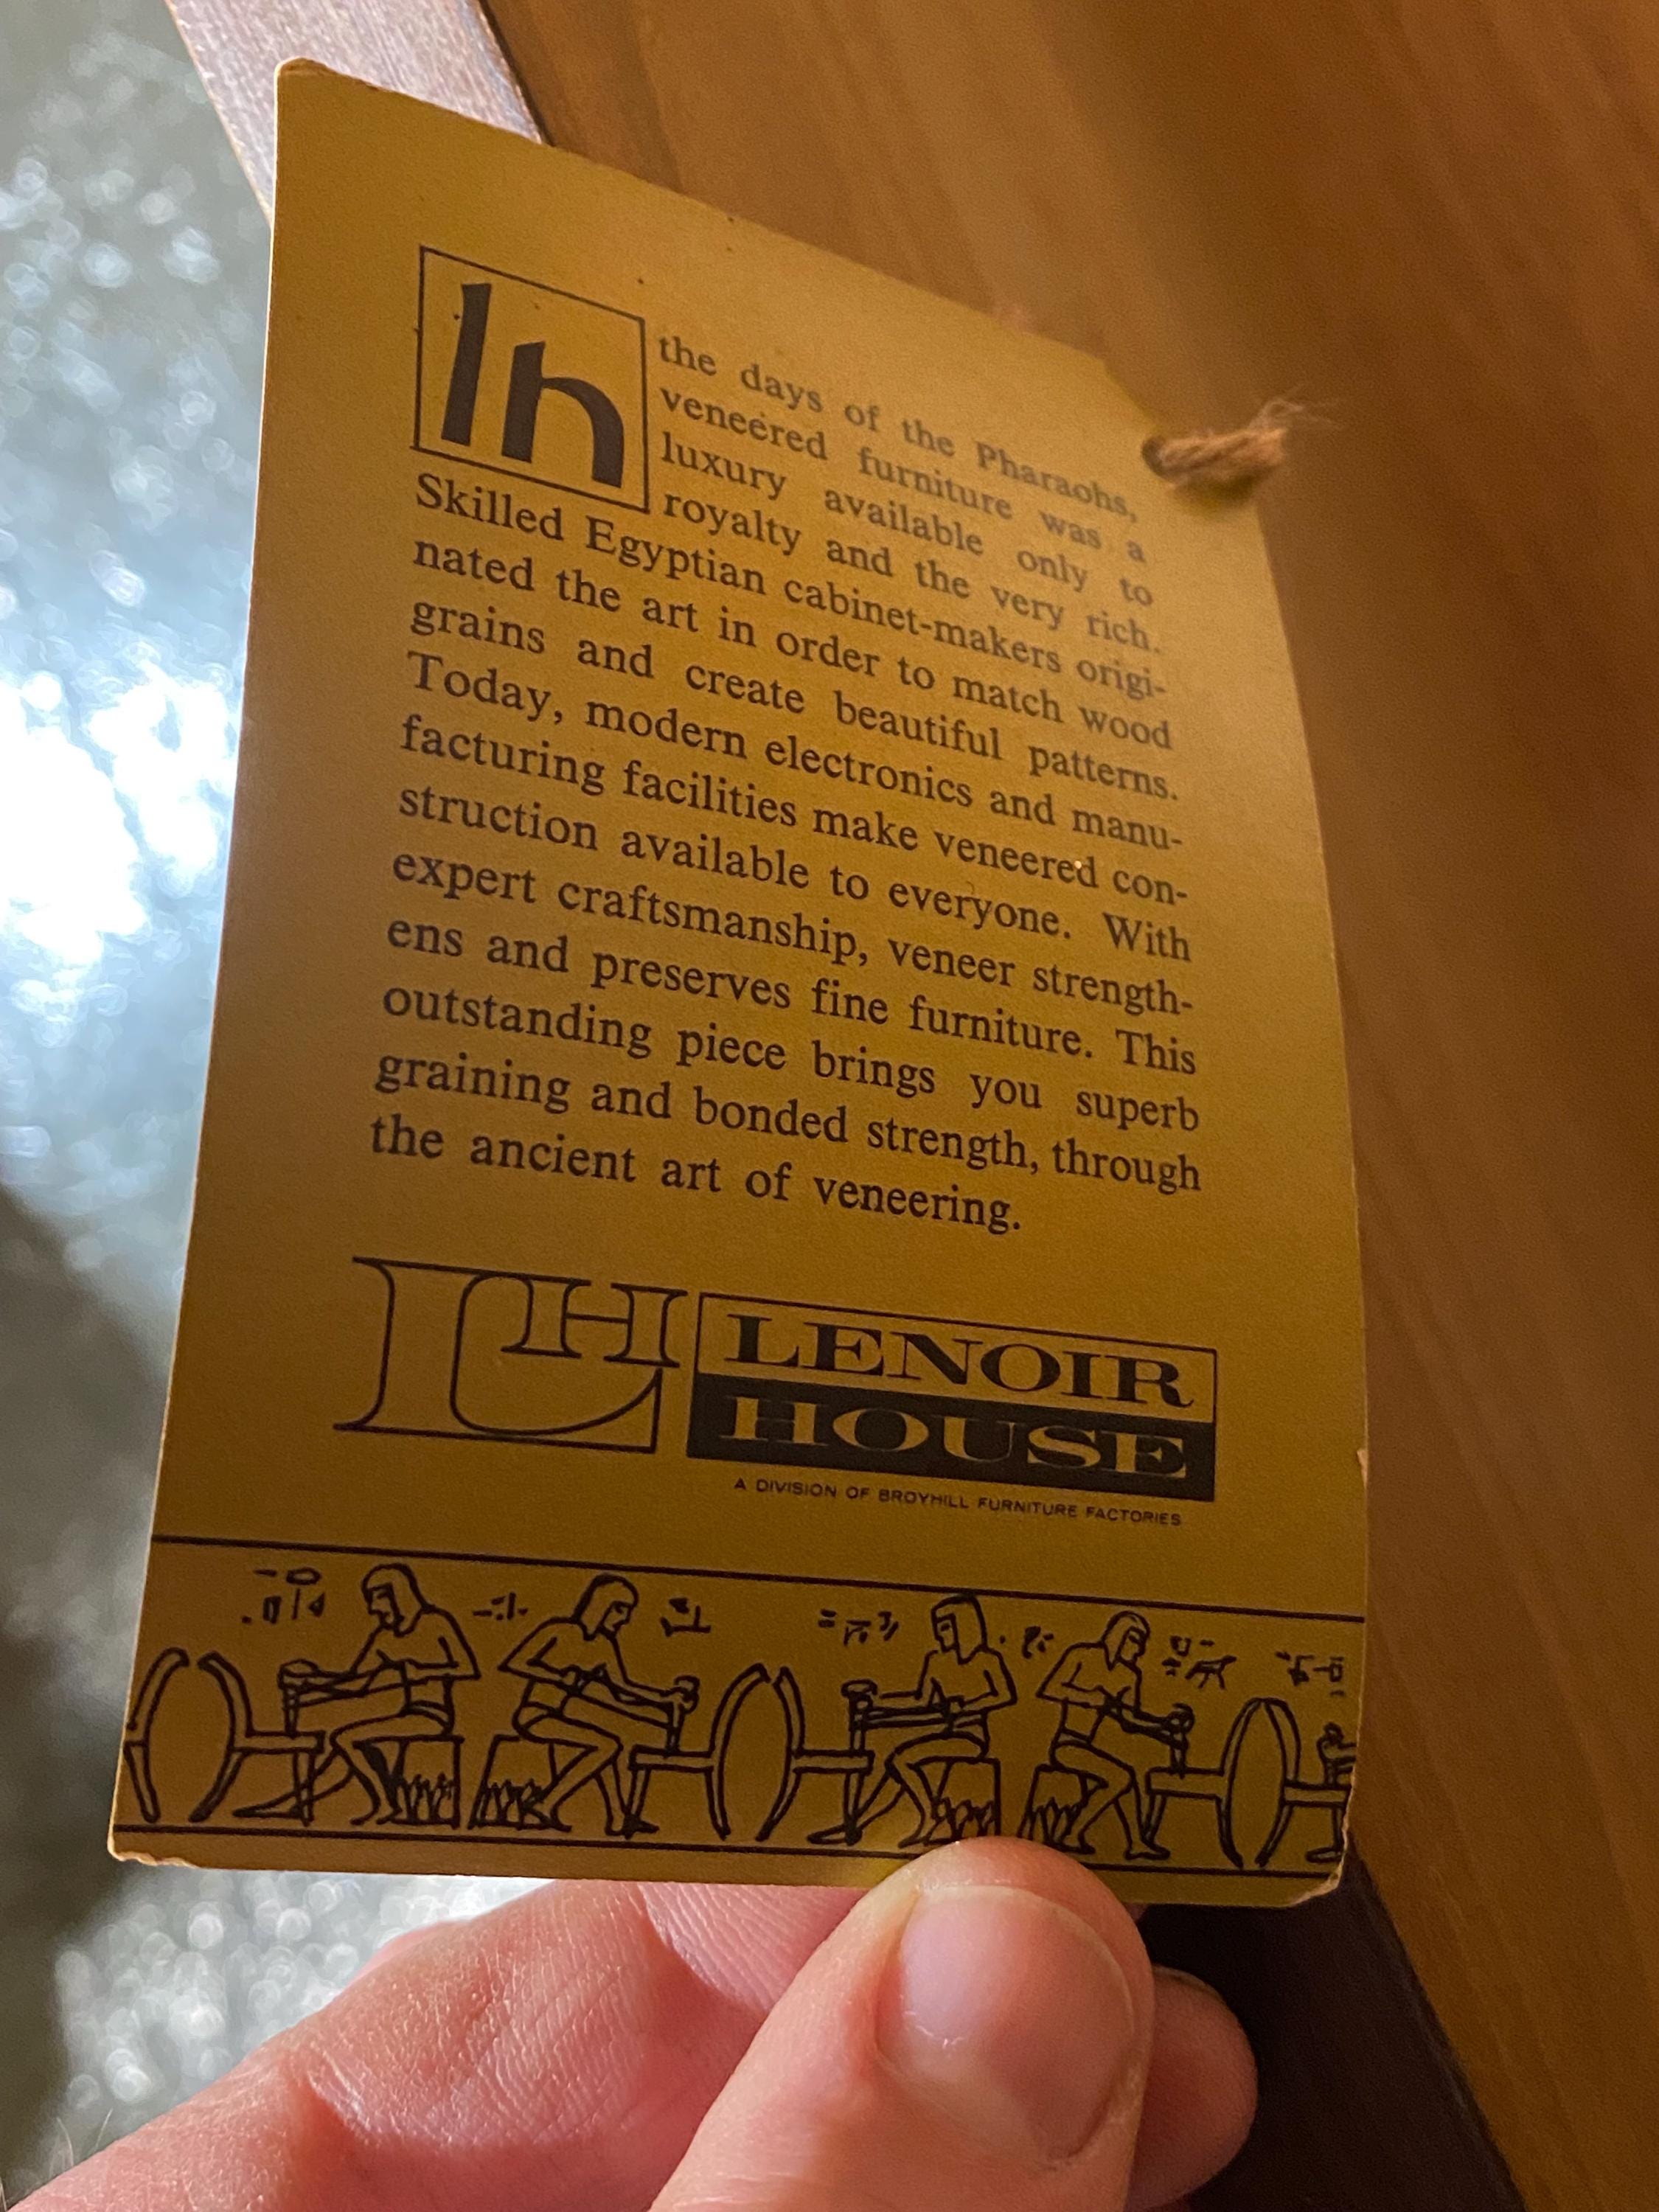 In the days of the Pharaohs,
veneered furniture was a
luxury available only to
royalty and the very rich.
Skilled Egyptian cabinet-makers origi-
nated the art in order to match wood
grains and create beautiful patterns.
Today, modern electronics and manu-
facturing facilities make veneered con-
struction available to everyone. With
expert craftsmanship, veneer strength-
ens and preserves fine furniture. This
outstanding piece brings you superb
graining and bonded strength, through
the ancient art of veneering.
LH LENOIR
HOUSE
A DIVISION OF BROYHILL FURNITURE FACTORIES